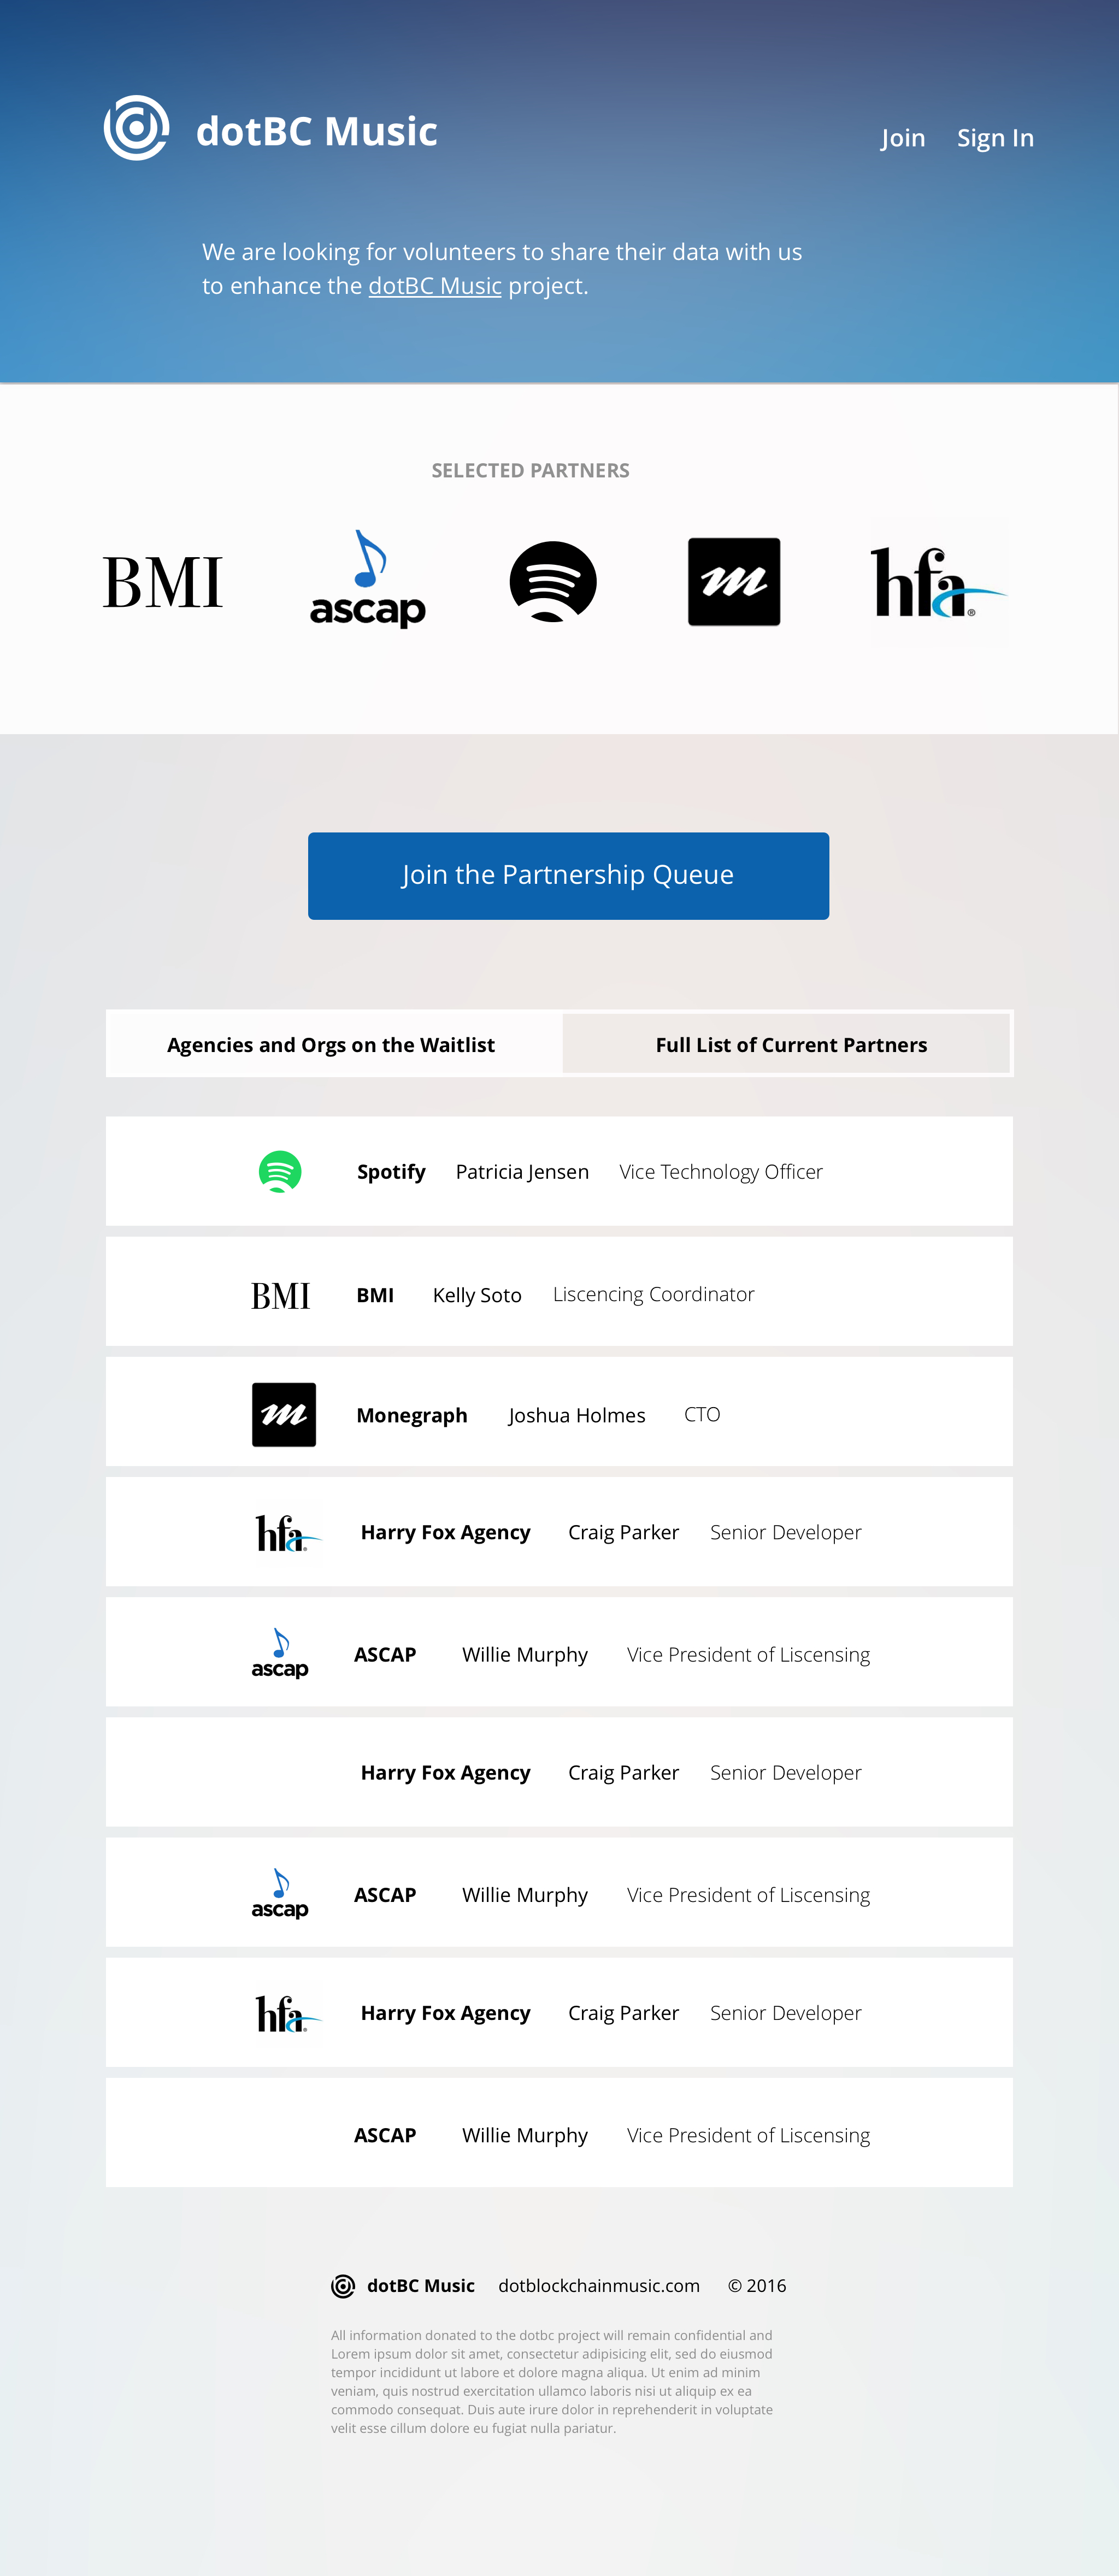 dotBC Music
Join Sign In
We are looking for volunteers to share their data with us
to enhance the dotBC Music project.
SELECTED PARTNERS
BMI
ascap
m
hfa®
Join the Partnership Queue
Agencies and Orgs on the Waitlist
Full List of Current Partners
Spotify Patricia Jensen Vice Technology Officer
BMI BMI Kelly Soto Liscencing Coordinator
m Monegraph Joshua Holmes CTO
hfa® Harry Fox Agency Craig Parker Senior Developer
ascap ASCAP Willie Murphy Vice President of Liscensing
Harry Fox Agency Craig Parker Senior Developer
ascap ASCAP Willie Murphy Vice President of Liscensing
hfa® Harry Fox Agency Craig Parker Senior Developer
ASCAP Willie Murphy Vice President of Liscensing
dotBC Music dotblockchainmusic.com © 2016
All information donated to the dotbc project will remain confidential and
Lorem ipsum dolor sit amet, consectetur adipisicing elit, sed do eiusmod
tempor incididunt ut labore et dolore magna aliqua. Ut enim ad minim
veniam, quis nostrud exercitation ullamco laboris nisi ut aliquip ex ea
commodo consequat. Duis aute irure dolor in reprehenderit in voluptate
velit esse cillum dolore eu fugiat nulla pariatur.